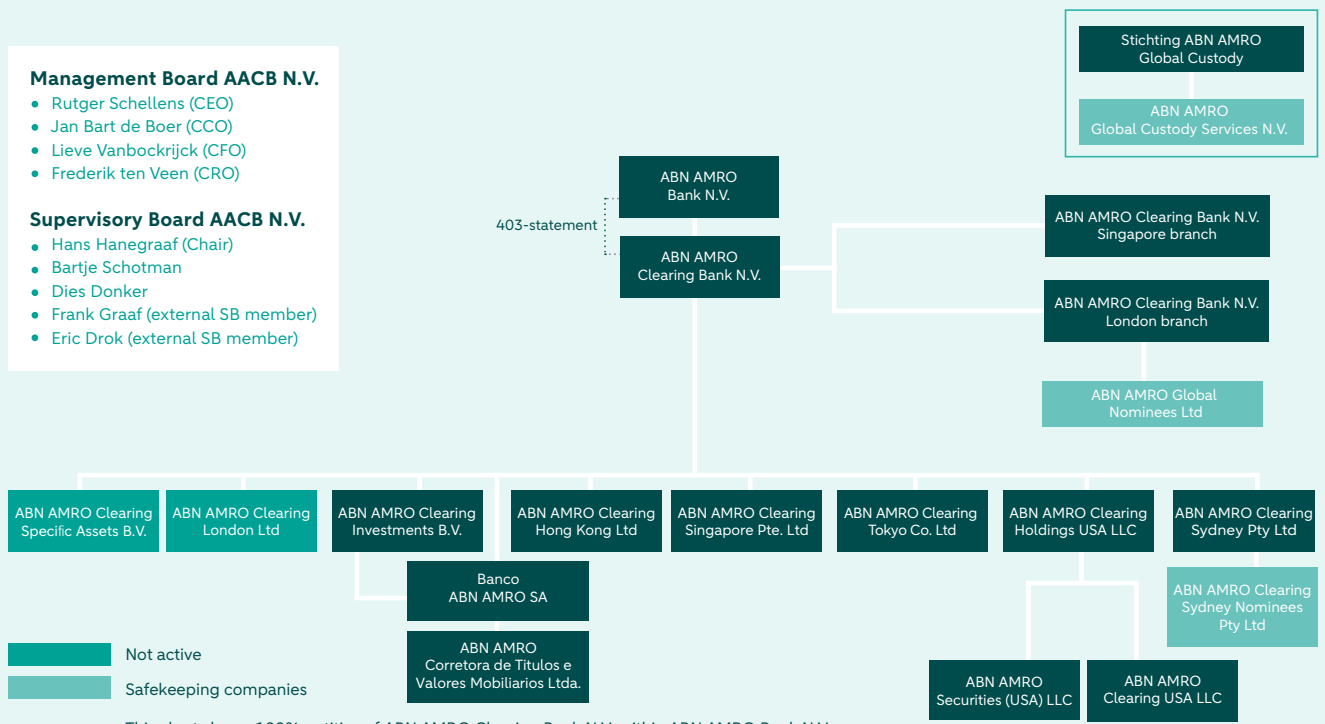 Management Board AACB N.V.
• Rutger Schellens (CEO)
• Jan Bart de Boer (CCO)
• Lieve Vanbockrijck (CFO)
• Frederik ten Veen (CRO)
Supervisory Board AACB N.V.
• Hans Hanegraaf (Chair)
• Bartje Schotman
• Dies Donker
• Frank Graaf (external SB member)
• Eric Drok (external SB member)
Stichting ABN AMRO
Global Custody
ABN AMRO
Global Custody Services N.V.
ABN AMRO
Bank N.V.
403-statement
ABN AMRO
Clearing Bank N.V.
ABN AMRO Clearing Bank N.V.
Singapore branch
ABN AMRO Clearing Bank N.V.
London branch
ABN AMRO Global
Nominees Ltd
ABN AMRO Clearing
Specific Assets B.V.
ABN AMRO Clearing
London Ltd
ABN AMRO Clearing
Investments B.V.
ABN AMRO Clearing
Hong Kong Ltd
ABN AMRO Clearing
Singapore Pte. Ltd
ABN AMRO Clearing
Tokyo Co. Ltd
ABN AMRO Clearing
Holdings USA LLC
ABN AMRO Clearing
Sydney Pty Ltd
Banco
ABN AMRO SA
ABN AMRO
Corretora de Titulos e
Valores Mobiliarios Ltda.
ABN AMRO Clearing
Sydney Nominees
Pty Ltd
ABN AMRO
Securities (USA) LLC
ABN AMRO
Clearing USA LLC
Not active
Safekeeping companies